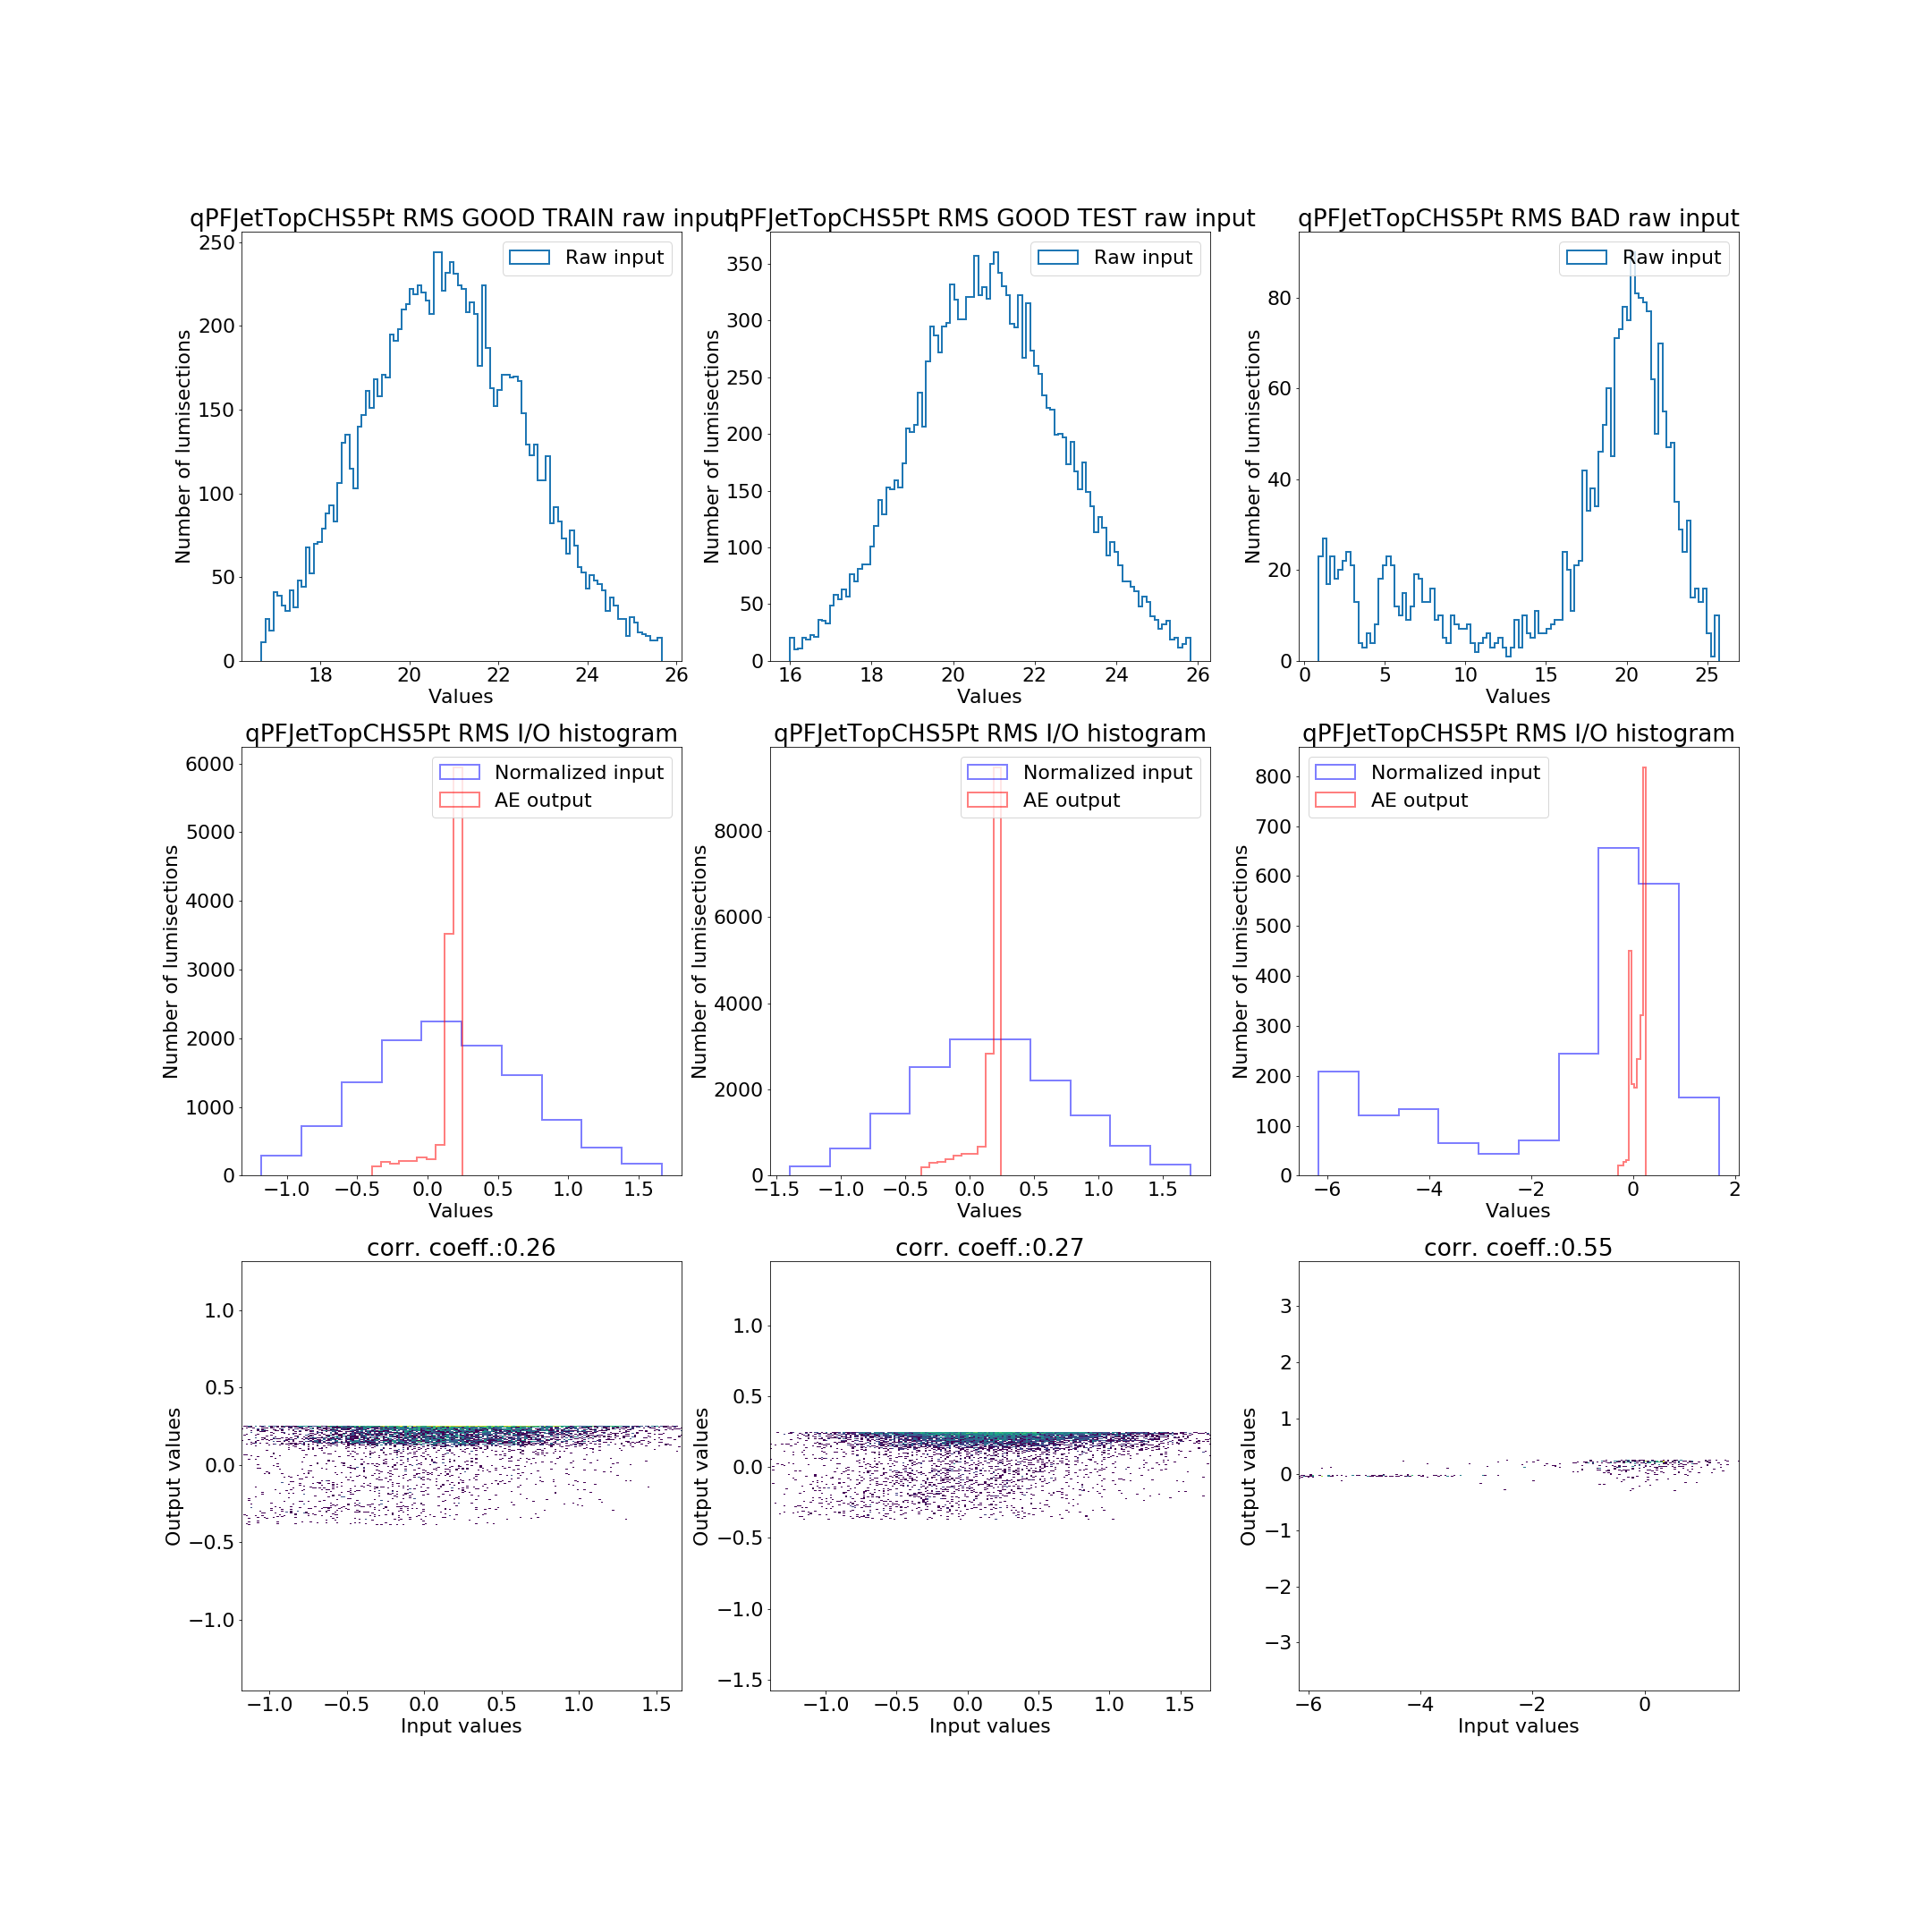 qPFJetTopCHS5Pt RMS GOOD TRAIN raw input
qPFJetTopCHS5Pt RMS GOOD TEST raw input
qPFJetTopCHS5Pt RMS BAD raw input
Raw input
Raw input
Raw input
Number of lumisections
Number of lumisections
Number of lumisections
250
200
150
100
50
0
350
300
250
200
150
100
50
0
80
60
40
20
0
18 20 22 24 26
16 18 20 22 24 26
0 5 10 15 20 25
Values
Values
Values
qPFJetTopCHS5Pt RMS I/O histogram
qPFJetTopCHS5Pt RMS I/O histogram
qPFJetTopCHS5Pt RMS I/O histogram
Normalized input
AE output
Normalized input
AE output
Normalized input
AE output
Number of lumisections
Number of lumisections
Number of lumisections
6000
5000
4000
3000
2000
1000
0
8000
6000
4000
2000
0
800
700
600
500
400
300
200
100
0
−1.0 −0.5 0.0 0.5 1.0 1.5
−1.5 −1.0 −0.5 0.0 0.5 1.0 1.5
−6 −4 −2 0 2
Values
Values
Values
corr. coeff.:0.26
corr. coeff.:0.27
corr. coeff.:0.55
Output values
Output values
Output values
1.0
0.5
0.0
−0.5
−1.0
1.0
0.5
0.0
−0.5
−1.0
−1.5
3
2
1
0
−1
−2
−3
−1.0 −0.5 0.0 0.5 1.0 1.5
−1.0 −0.5 0.0 0.5 1.0 1.5
−6 −4 −2 0
Input values
Input values
Input values